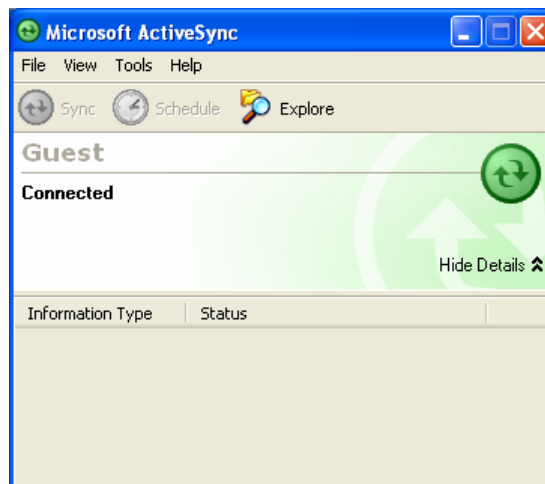 Microsoft ActiveSync
File View Tools Help
Sync Schedule Explore
Guest
Connected
Hide Details
Information Type Status